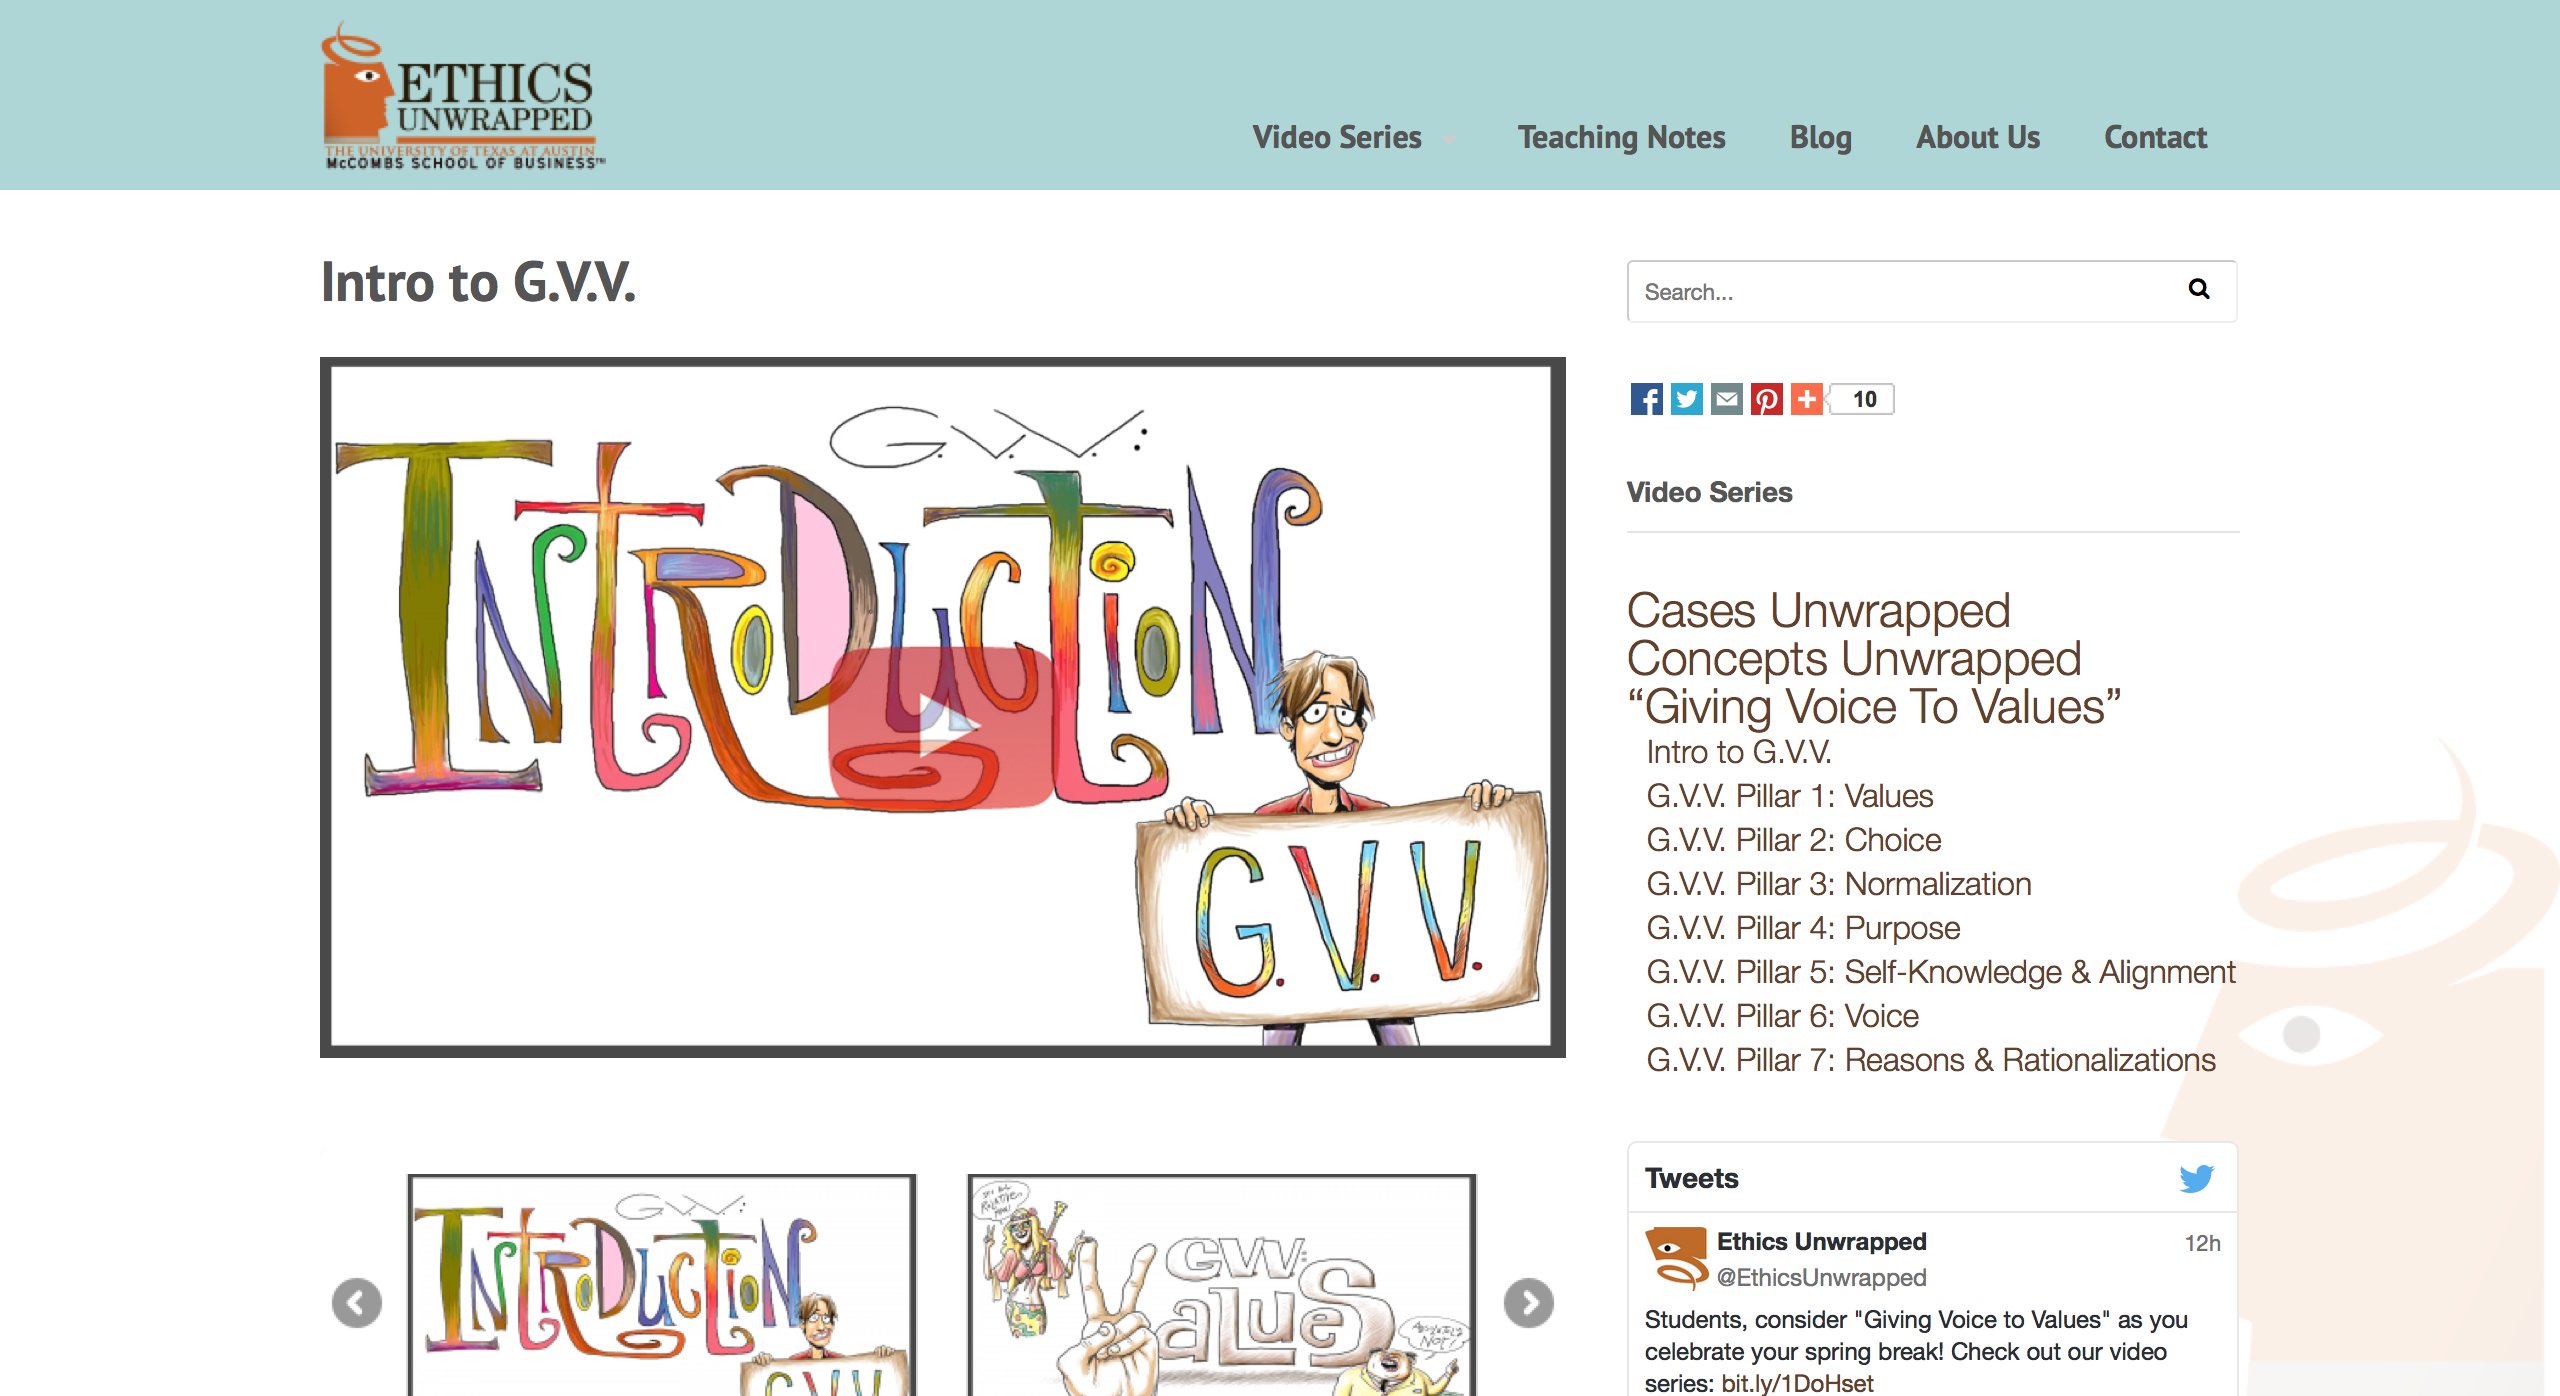 ETHICS
UNWRAPPED
THE UNIVERSITY OF TEXAS AT AUSTIN
McCOMBS SCHOOL OF BUSINESS™
Video Series
Teaching Notes
Blog
About Us
Contact
Intro to G.V.V.
G.V.V.:
INTRODUCTION
G.V.V.
Search...
10
Video Series
Cases Unwrapped
Concepts Unwrapped
“Giving Voice To Values”
Intro to G.V.V.
G.V.V. Pillar 1: Values
G.V.V. Pillar 2: Choice
G.V.V. Pillar 3: Normalization
G.V.V. Pillar 4: Purpose
G.V.V. Pillar 5: Self-Knowledge & Alignment
G.V.V. Pillar 6: Voice
G.V.V. Pillar 7: Reasons & Rationalizations
G.V.V.:
INTRODUCTION
G.V.V.
GVV:
VALUES
Absolutely
Not!
Tweets
Ethics Unwrapped
12h
@EthicsUnwrapped
Students, consider "Giving Voice to Values" as you
celebrate your spring break! Check out our video
series: bit.ly/1DoHset